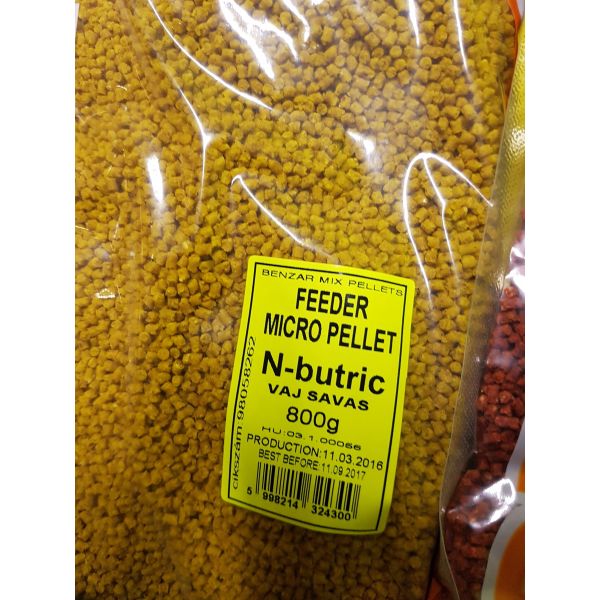 BENZAR MIX PELLETS
FEEDER
MICRO PELLET
N-butric
VAJ SAVAS
800g
HU:03.1.00066
PRODUCTION:11.03.2016
BEST BEFORE:11.09.2017
5 998214 324300
cikszám:98058262